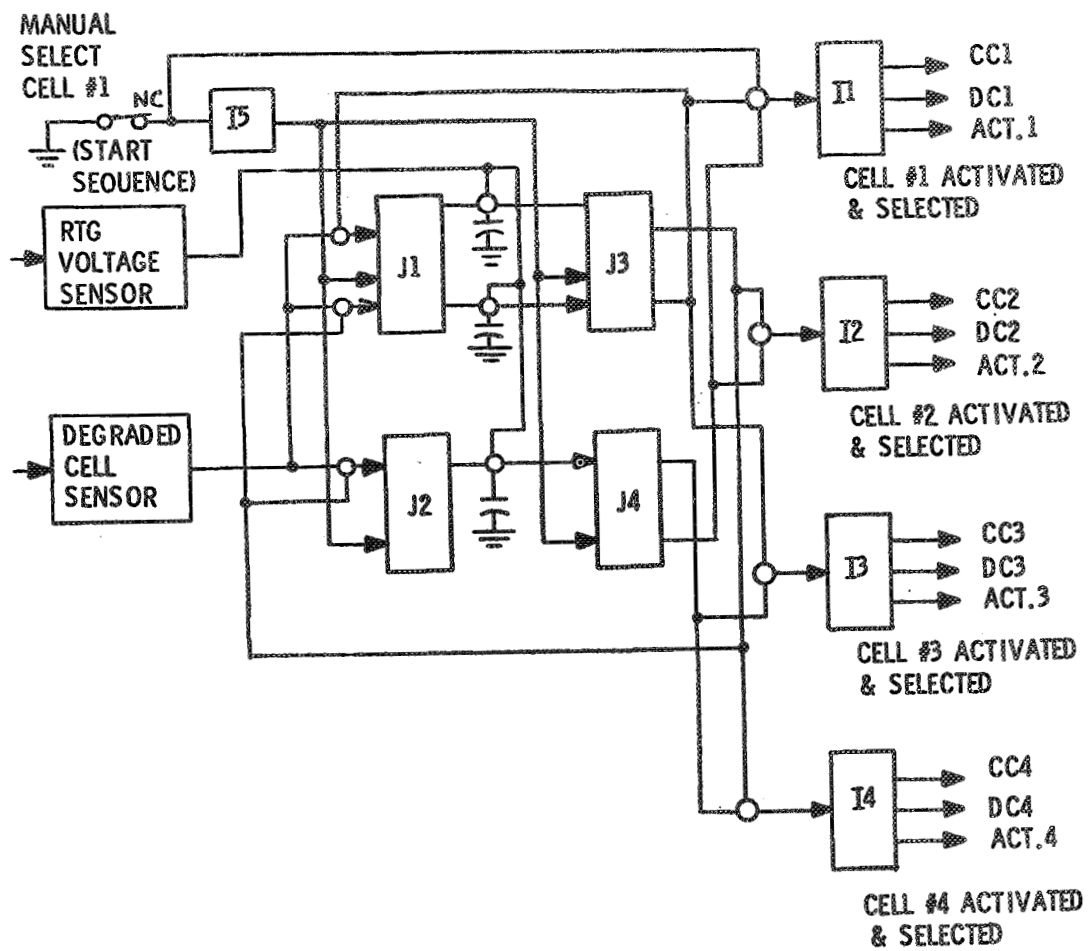 MANUAL
SELECT
CELL #1
NC
(START
SEQUENCE)
I5
RTG
VOLTAGE
SENSOR
DEGRADED
CELL
SENSOR
J1
J2
J3
J4
I1
CC1
DC1
ACT.1
CELL #1 ACTIVATED
& SELECTED
I2
CC2
DC2
ACT.2
CELL #2 ACTIVATED
& SELECTED
I3
CC3
DC3
ACT.3
CELL #3 ACTIVATED
& SELECTED
I4
CC4
DC4
ACT.4
CELL #4 ACTIVATED
& SELECTED